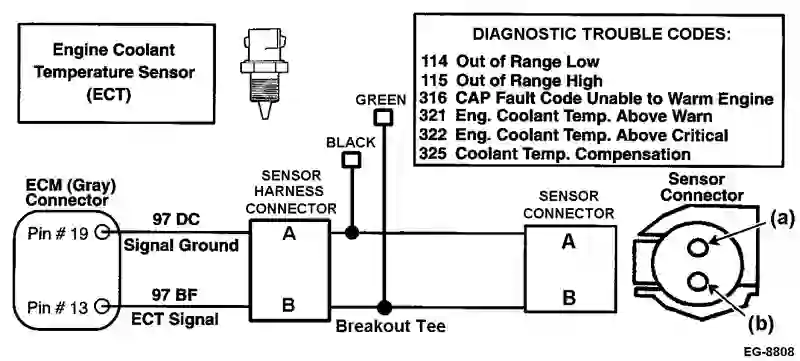 Engine Coolant
Temperature Sensor
(ECT)
DIAGNOSTIC TROUBLE CODES:
114 Out of Range Low
115 Out of Range High
316 CAP Fault Code Unable to Warm Engine
321 Eng. Coolant Temp. Above Warn
322 Eng. Coolant Temp. Above Critical
325 Coolant Temp. Compensation
GREEN
BLACK
ECM (Gray)
Connector
Pin # 19
Pin # 13
97 DC
Signal Ground
97 BF
ECT Signal
SENSOR
HARNESS
CONNECTOR
A
B
Breakout Tee
SENSOR
CONNECTOR
A
B
Sensor
Connector
(a)
(b)
EG-8808